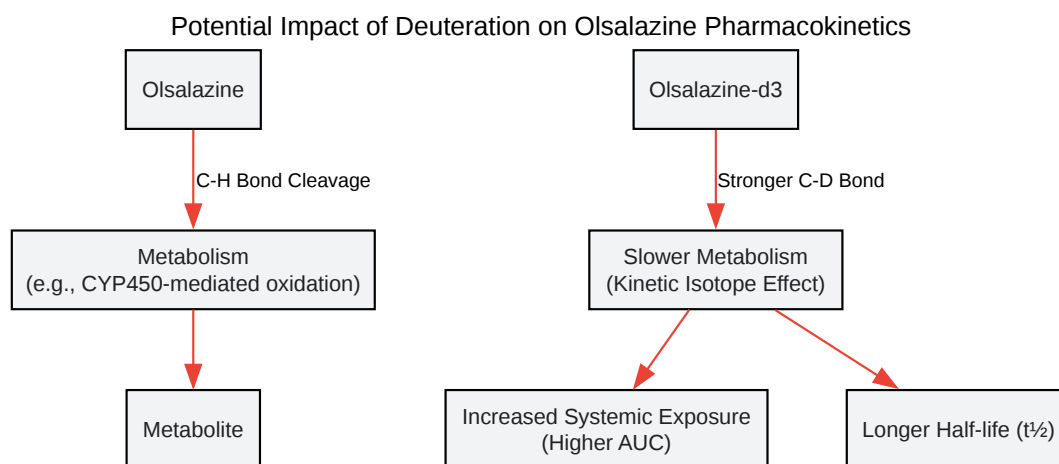 Potential Impact of Deuteration on Olsalazine Pharmacokinetics
Olsalazine
Olsalazine-d3
C-H Bond Cleavage
Stronger C-D Bond
Metabolism
(e.g., CYP450-mediated oxidation)
Slower Metabolism
(Kinetic Isotope Effect)
Metabolite
Increased Systemic Exposure
(Higher AUC)
Longer Half-life (t½)